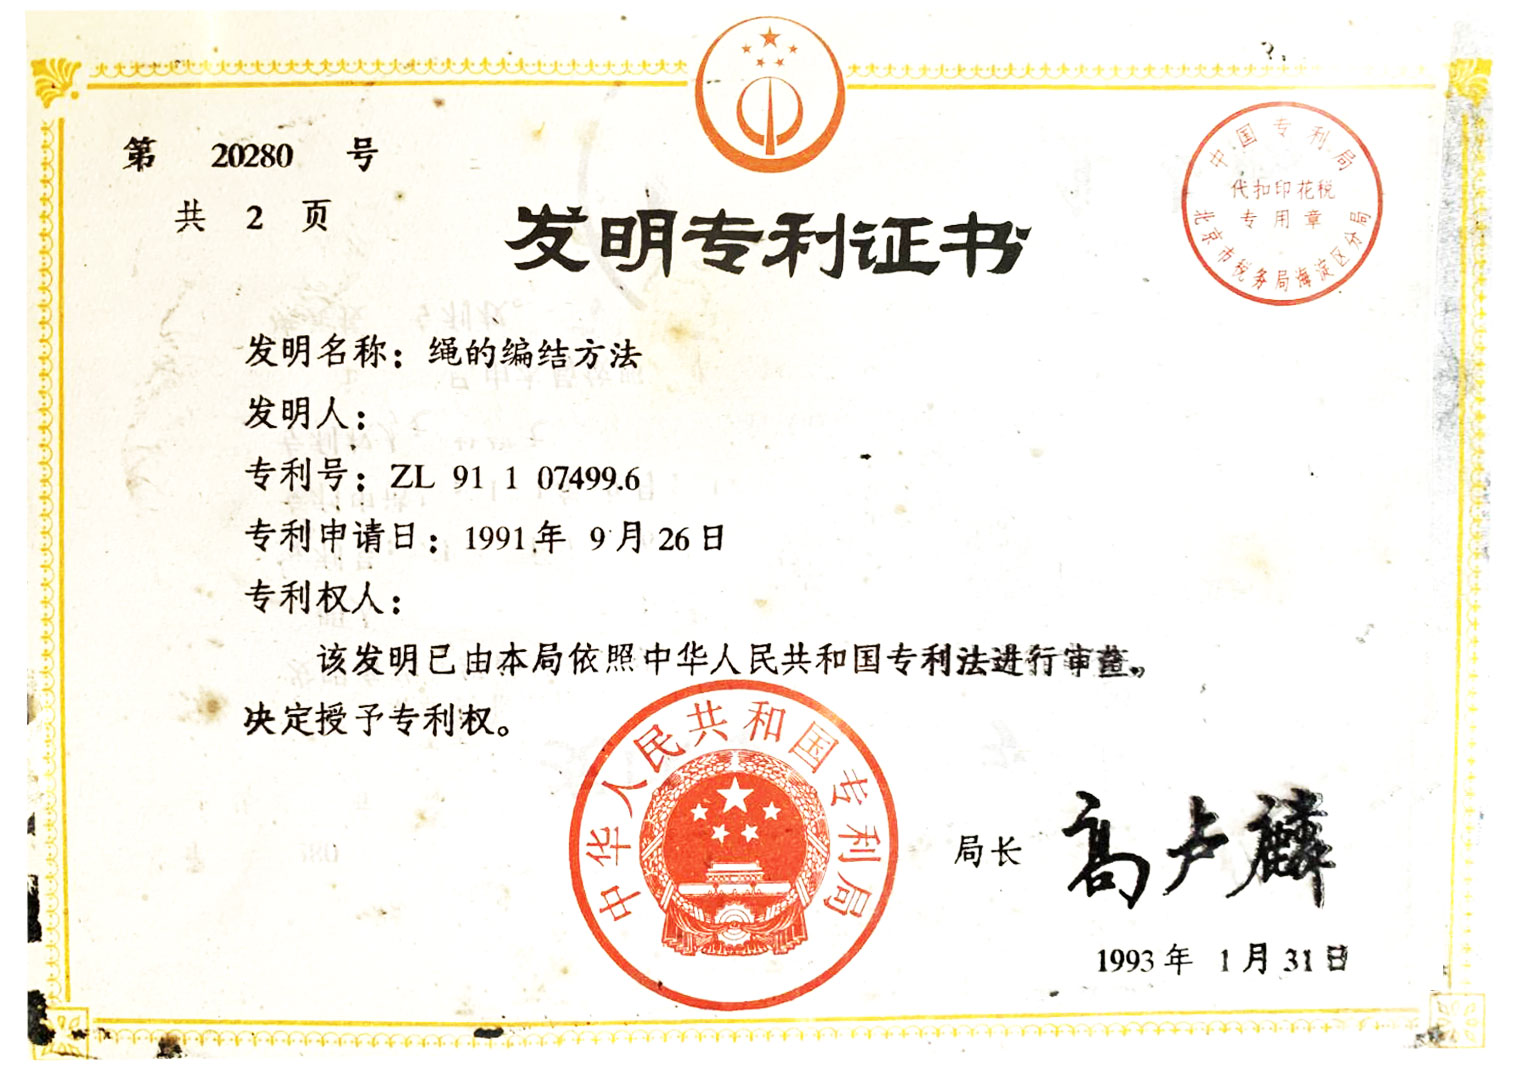 第 20280 号
共 2 页
中国专利局
代扣印花税
专用章
北京市税务局海淀区分局
发明专利证书
发明名称：绳的编结方法
发明人：
专利号：ZL 91 1 07499.6
专利申请日：1991年 9月26日
专利权人：
该发明已由本局依照中华人民共和国专利法进行审查，
决定授予专利权。
中华人民共和国专利局
局长 高卢麟
1993年 1月31日